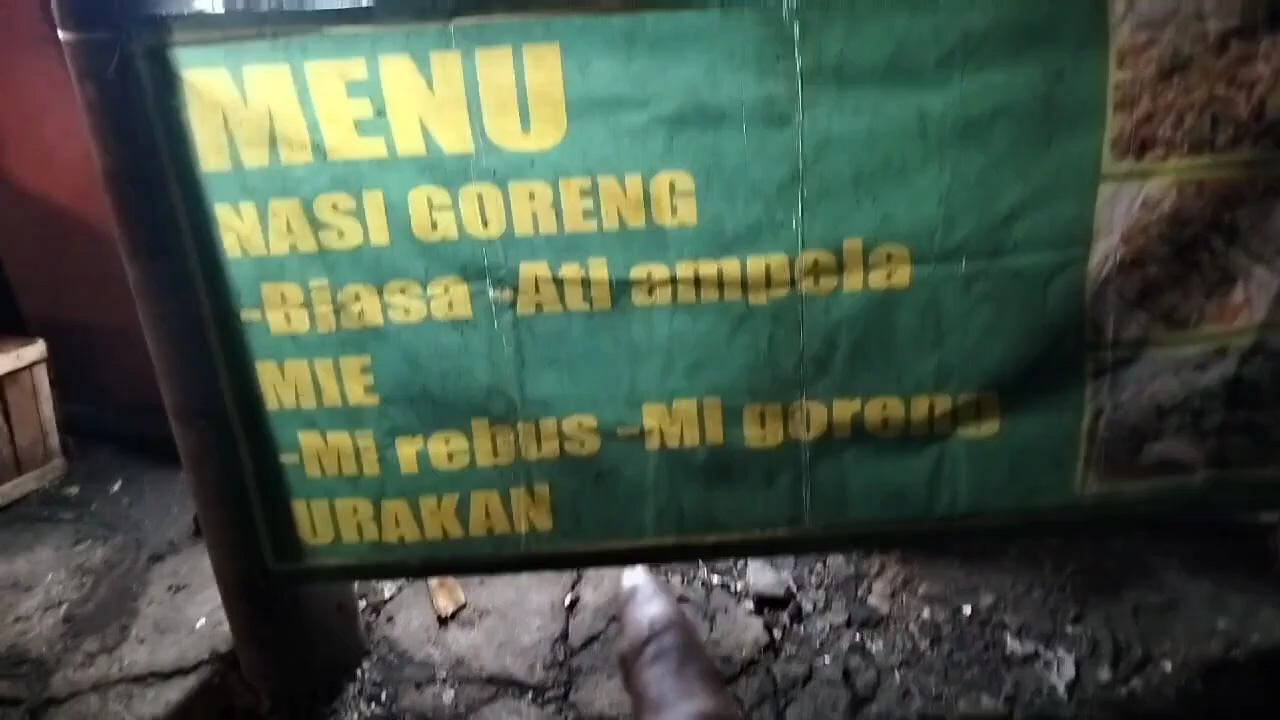 MENU
NASI GORENG
-Biasa -Ati ampela
MIE
-Mi rebus -Mi goreng
URAKAN